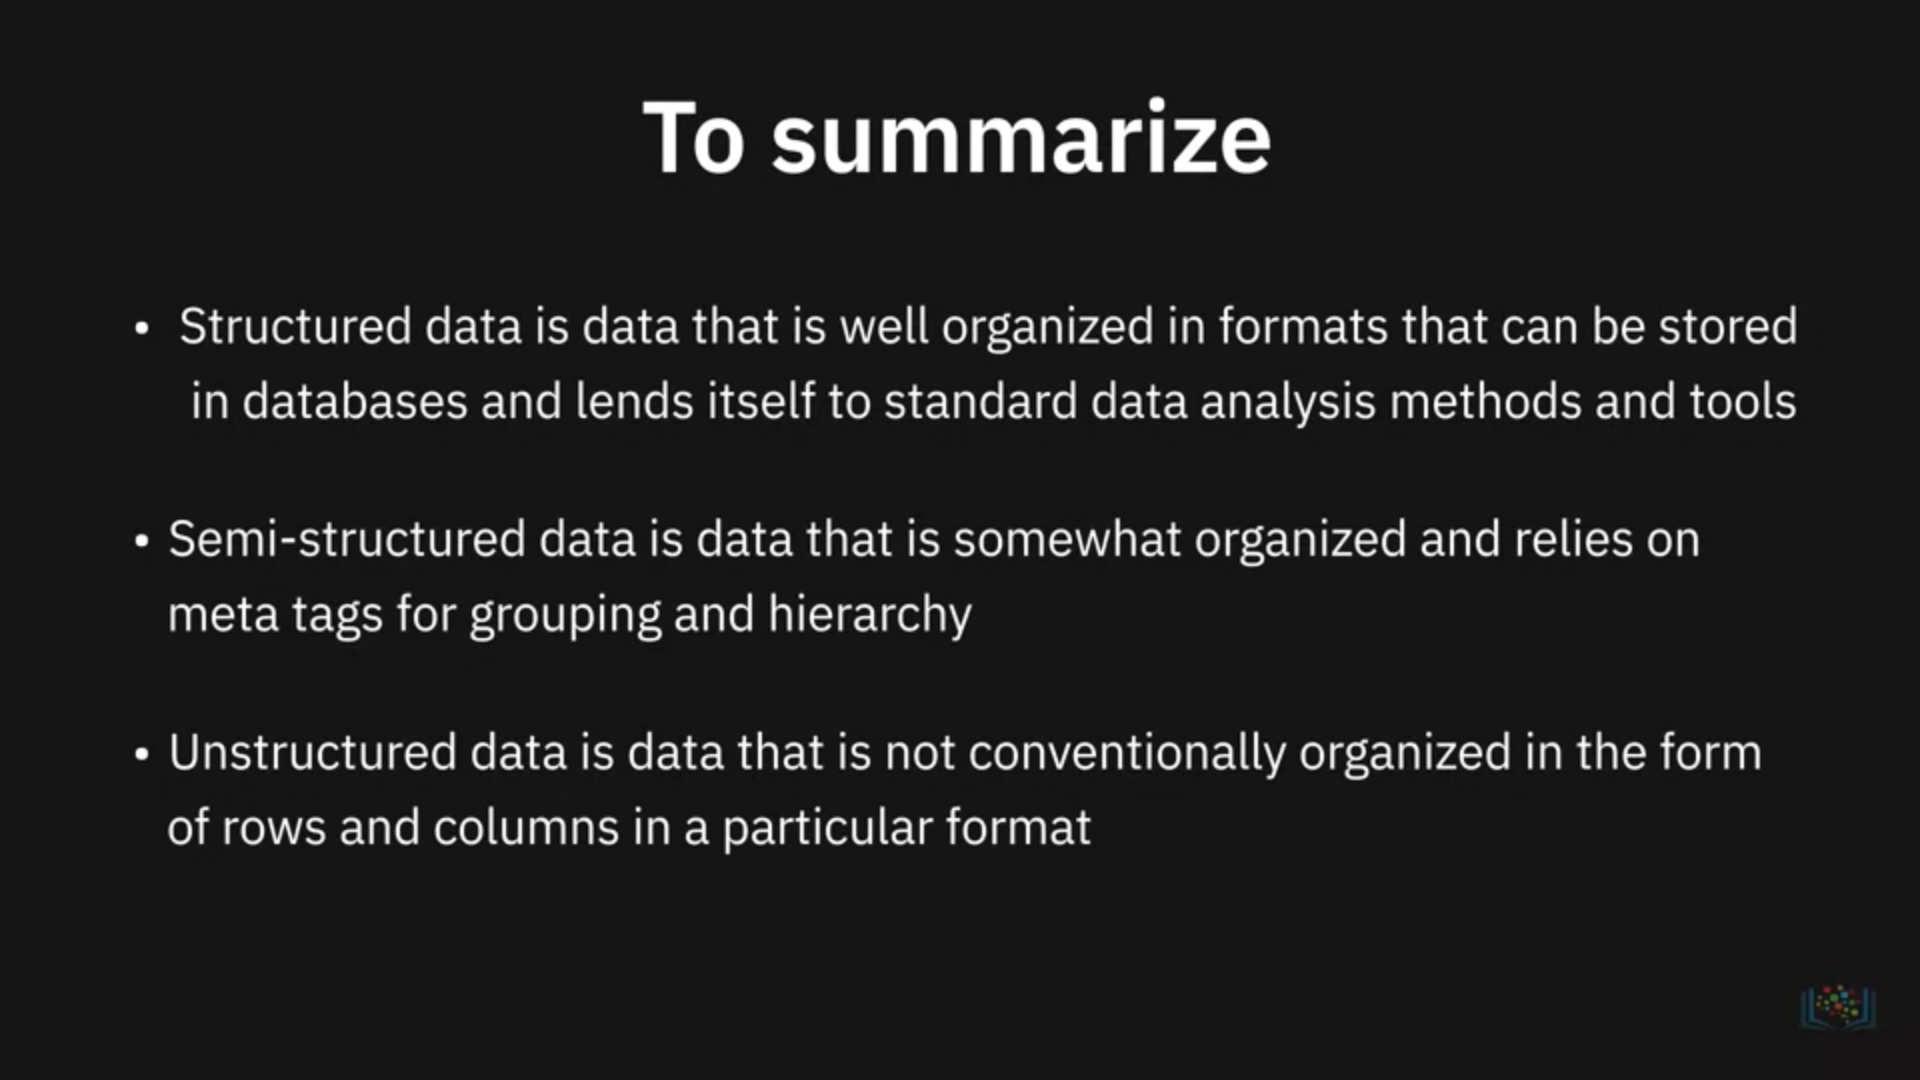 To summarize
• Structured data is data that is well organized in formats that can be stored
in databases and lends itself to standard data analysis methods and tools
• Semi-structured data is data that is somewhat organized and relies on
meta tags for grouping and hierarchy
• Unstructured data is data that is not conventionally organized in the form
of rows and columns in a particular format